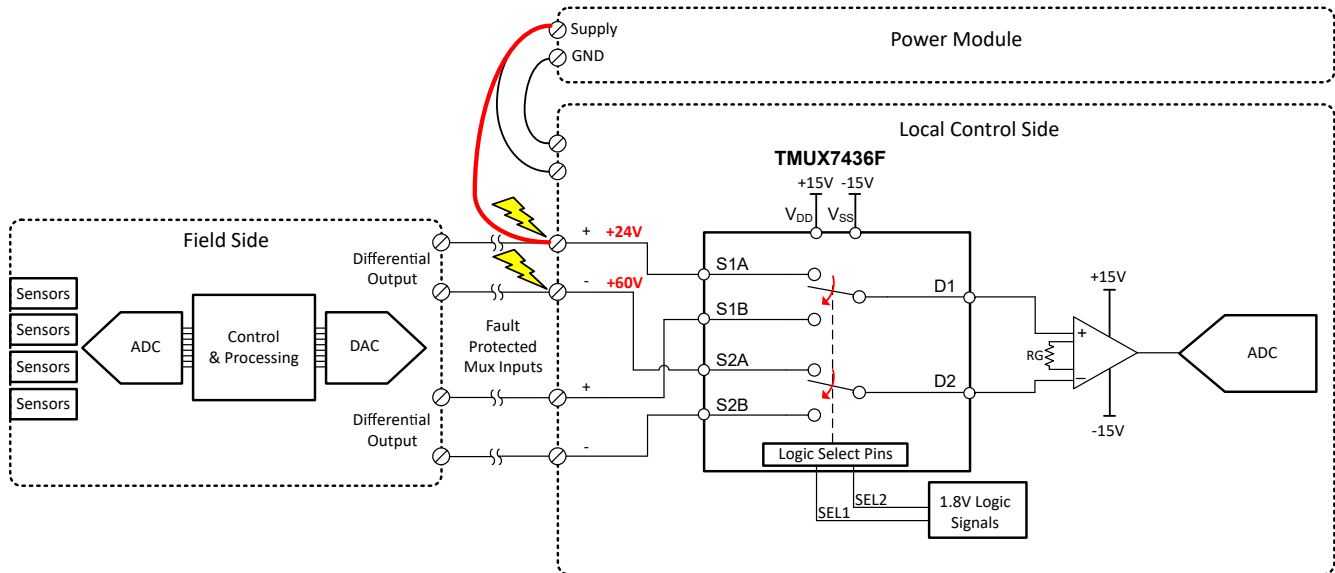 Supply
GND
Power Module
Local Control Side
TMUX7436F
+15V -15V
VDD VSS
Field Side
Sensors
Sensors
Sensors
Sensors
ADC
Control
& Processing
DAC
Differential
Output
Differential
Output
Fault
Protected
Mux Inputs
+ +24V
- +60V
+
-
S1A
S1B
S2A
S2B
D1
D2
Logic Select Pins
SEL2
SEL1
1.8V Logic
Signals
+15V
+
RG
−
-15V
ADC